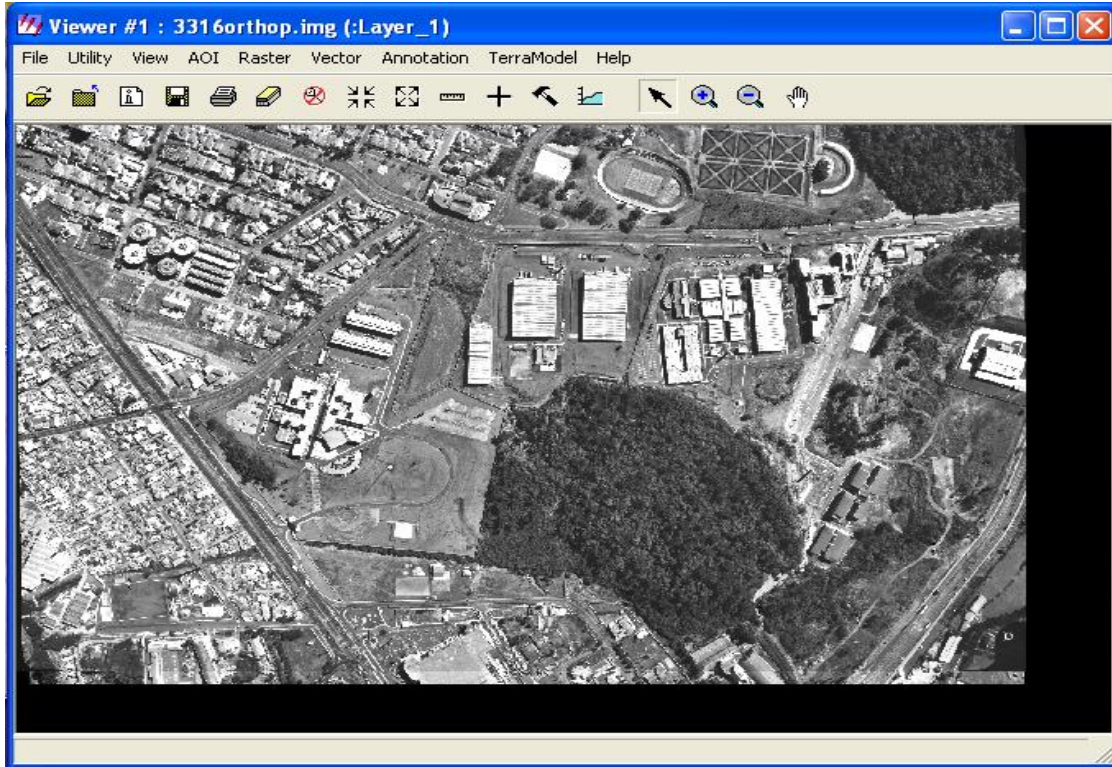 Viewer #1 : 3316orthop.img (:Layer_1)
File Utility View AOI Raster Vector Annotation TerraModel Help